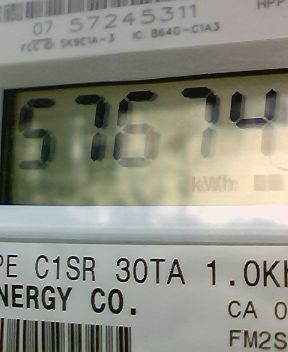 HPP
07 57245311
FCC ID SK9C1A-3 IC: 864G-C1A3
57674
kWh
PE C1SR 30TA 1.0K
NERGY CO.
CA 0
FM2S